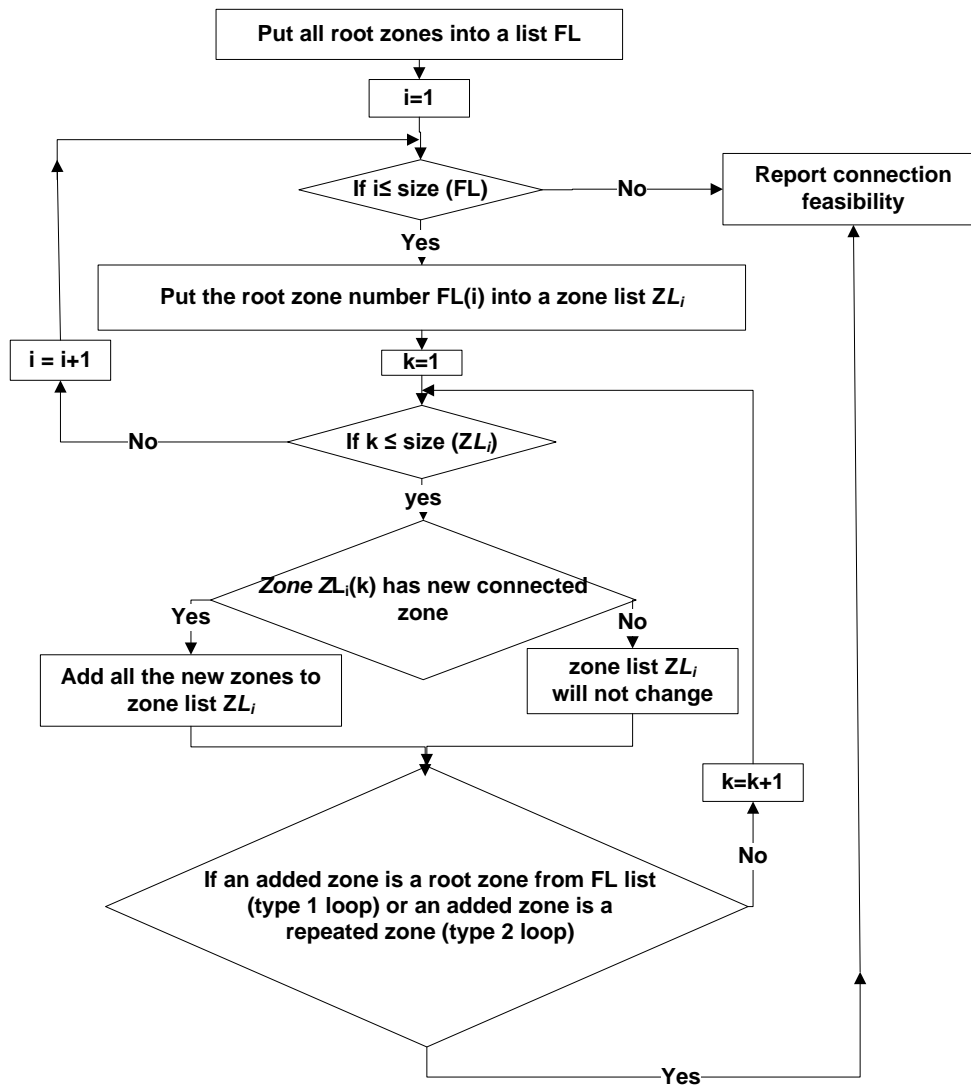 Put all root zones into a list FL
i=1
If i≤ size (FL)
No
Report connection
feasibility
Yes
Put the root zone number FL(i) into a zone list ZLi
i = i+1
k=1
No
If k ≤ size (ZLi)
yes
Zone ZLi(k) has new connected
zone
Yes
No
Add all the new zones to
zone list ZLi
zone list ZLi
will not change
k=k+1
No
If an added zone is a root zone from FL list
(type 1 loop) or an added zone is a
repeated zone (type 2 loop)
Yes